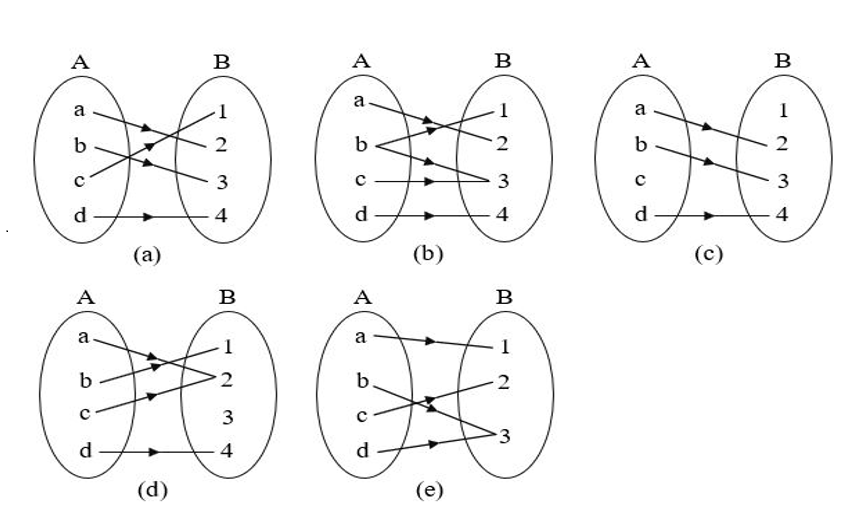 A B A B A B
a 1 a 1 a 1
b 2 b 2 b 2
c 3 c 3 c 3
d 4 d 4 d 4
(a) (b) (c)
A B A B
a 1 a 1
b 2 b 2
c 3 c 3
d 4 d
(d) (e)